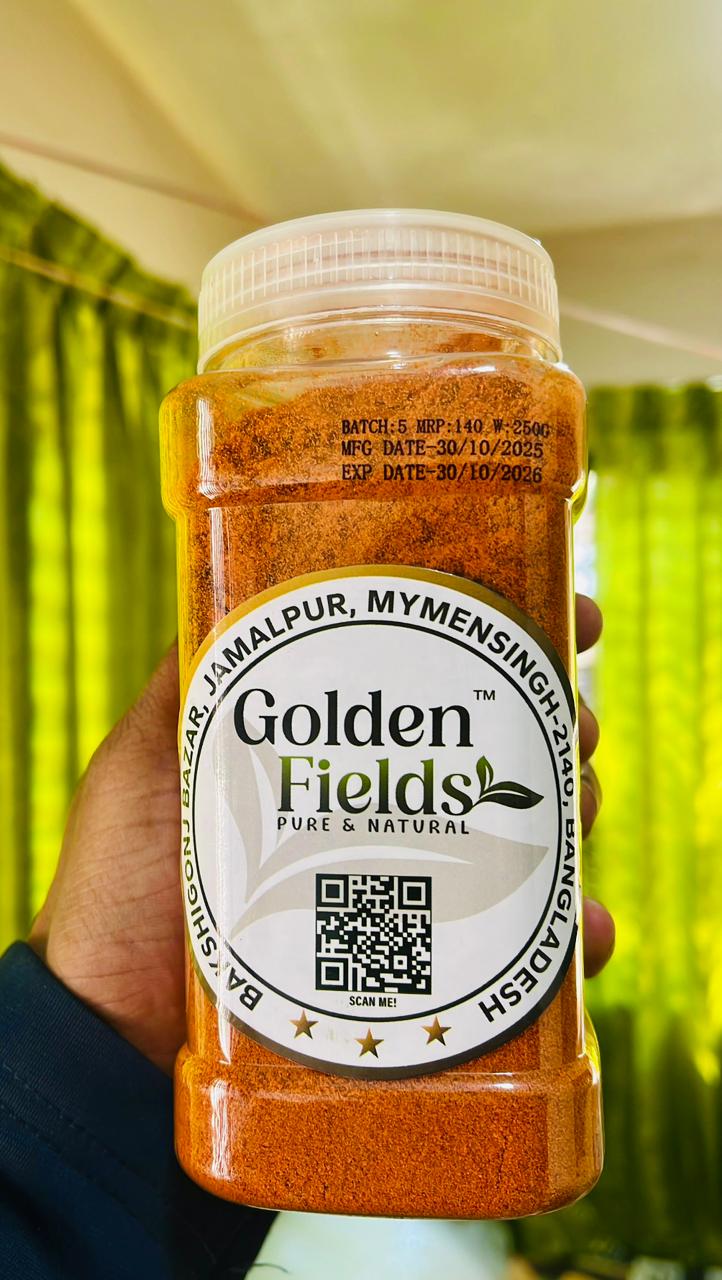 BATCH:5 MRP:140 W:250G
MFG DATE-30/10/2025
EXP DATE-30/10/2026
BAKSHIGONJ BAZAR, JAMALPUR, MYMENSINGH-2140, BANGLADESH
Golden™
Fields
PURE & NATURAL
SCAN ME!